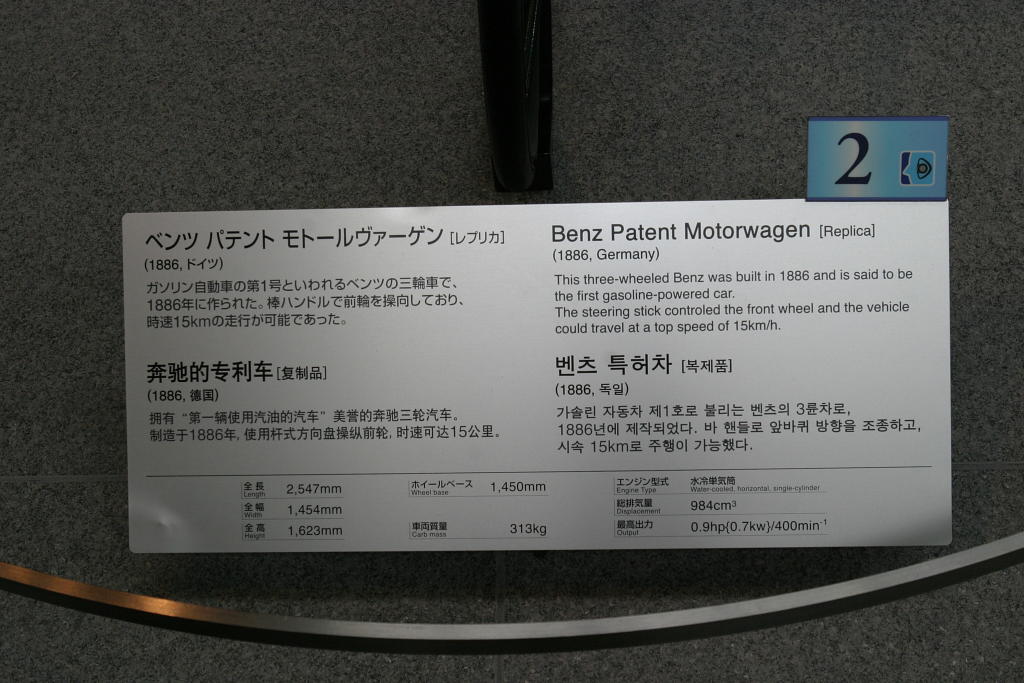 2
ベンツ パテント モトールヴァーゲン [レプリカ]
(1886, ドイツ)
ガソリン自動車の第1号といわれるベンツの三輪車で、
1886年に作られた。棒ハンドルで前輪を操向しており、
時速15kmの走行が可能であった。
Benz Patent Motorwagen [Replica]
(1886, Germany)
This three-wheeled Benz was built in 1886 and is said to be
the first gasoline-powered car.
The steering stick controled the front wheel and the vehicle
could travel at a top speed of 15km/h.
奔驰的专利车 [复制品]
(1886, 德国)
拥有“第一辆使用汽油的汽车”美誉的奔驰三轮汽车。
制造于1886年, 使用杆式方向盘操纵前轮, 时速可达15公里。
벤츠 특허차 [복제품]
(1886, 독일)
가솔린 자동차 제1호로 불리는 벤츠의 3륜차로,
1886년에 제작되었다. 바 핸들로 앞바퀴 방향을 조종하고,
시속 15km로 주행이 가능했다.
全長 2,547mm
Length
全幅 1,454mm
Width
全高 1,623mm
Height
ホイールベース 1,450mm
Wheel base
車両質量 313kg
Carb mass
エンジン型式 水冷単気筒
Engine Type Water-cooled, horizontal, single-cylinder
総排気量 984cm³
Displacement
最高出力 0.9hp{0.7kw}/400min⁻¹
Output